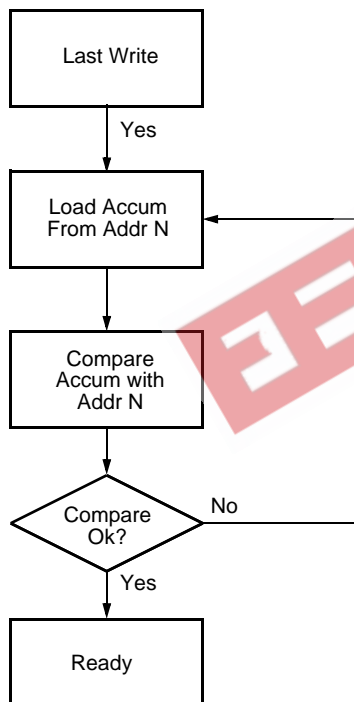 Last Write
Yes
Load Accum
From Addr N
Compare
Accum with
Addr N
Compare
Ok?
No
Yes
Ready